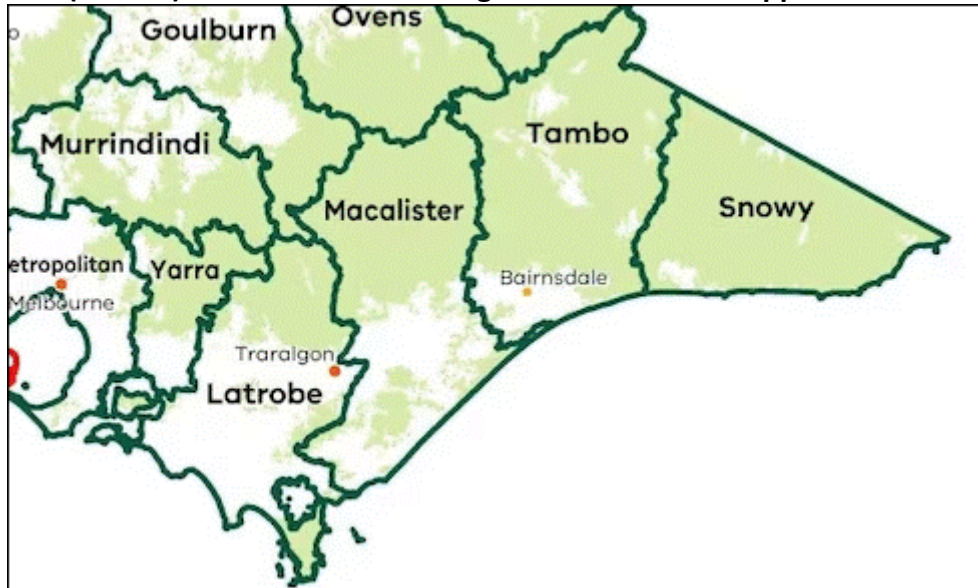 Goulburn
Ovens
Murrindindi
Tambo
Macalister
Snowy
etropolitan
Yarra
Bairnsdale
Melbourne
Traralgon
Latrobe